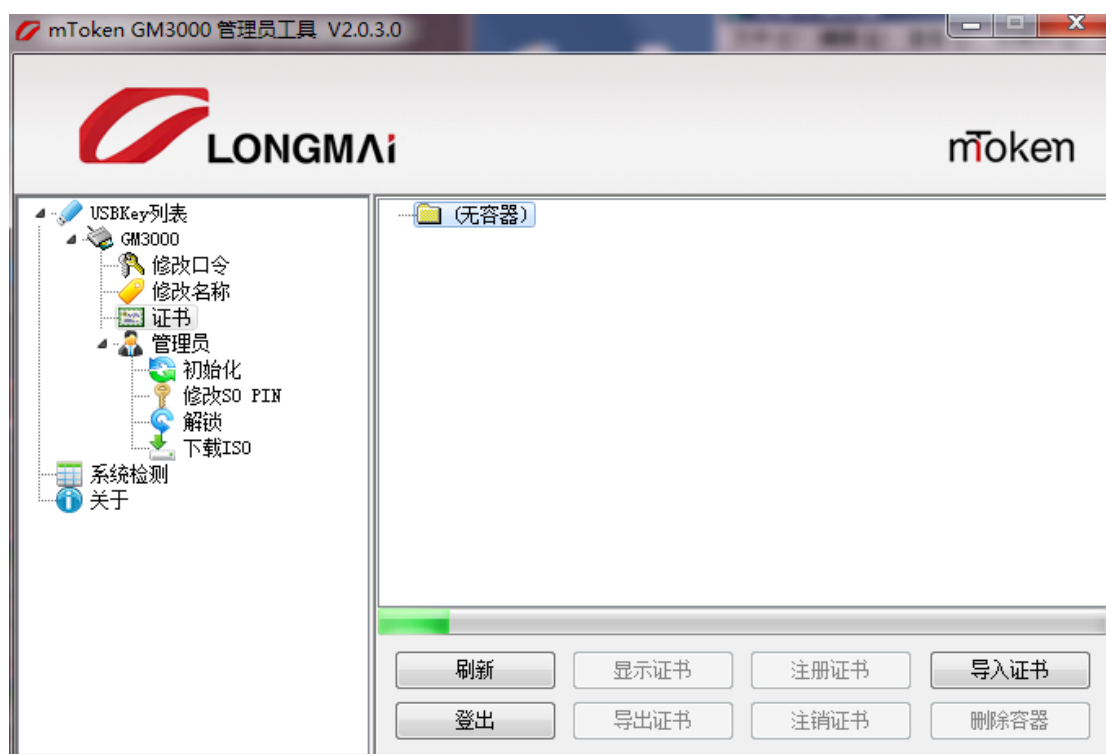 mToken GM3000 管理员工具 V2.0.3.0
LONGMAi
mToken
USBKey列表
GM3000
修改口令
修改名称
证书
管理员
初始化
修改SO PIN
解锁
下载ISO
系统检测
关于
(无容器)
刷新 显示证书 注册证书 导入证书
登出 导出证书 注销证书 删除容器